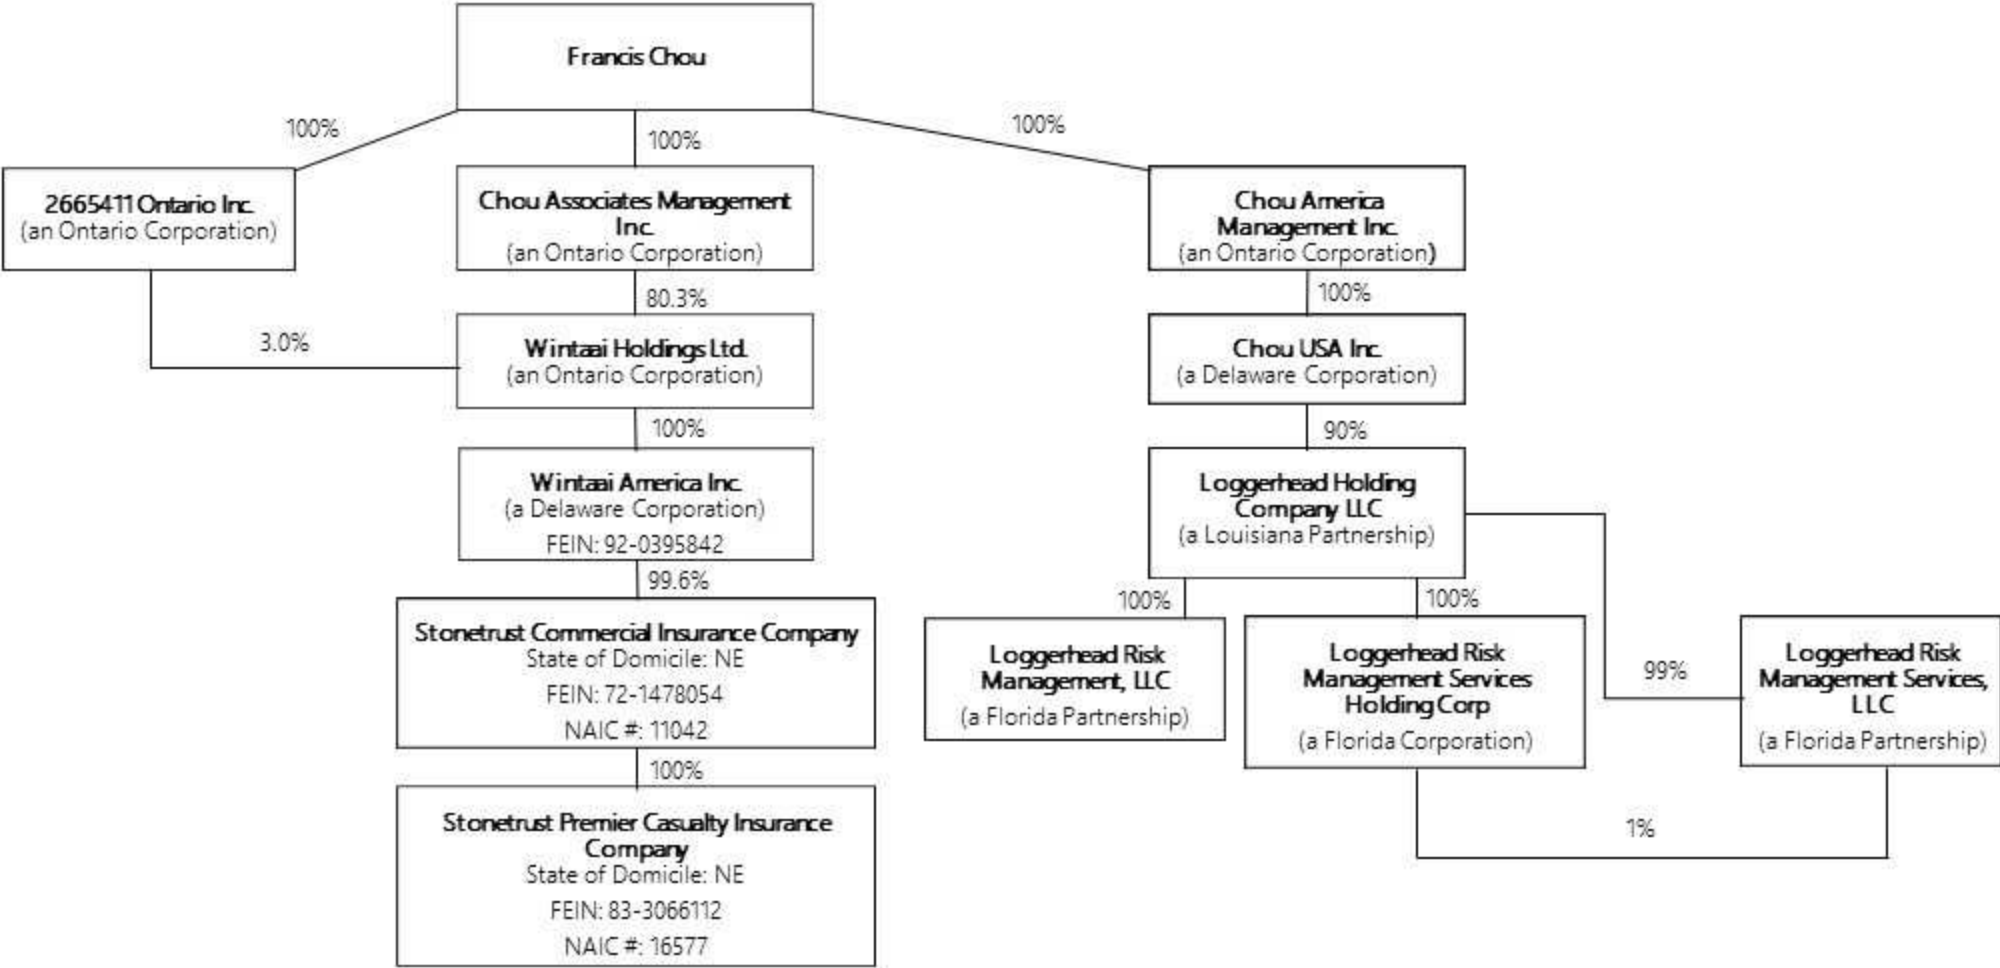 Francis Chou
100%
100%
100%
2665411 Ontario Inc.
(an Ontario Corporation)
Chou Associates Management
Inc.
(an Ontario Corporation)
Chou America
Management Inc.
(an Ontario Corporation)
80.3%
100%
3.0%
Wintaai Holdings Ltd.
(an Ontario Corporation)
Chou USA Inc.
(a Delaware Corporation)
100%
90%
Wintaai America Inc.
(a Delaware Corporation)
FEIN: 92-0395842
Loggerhead Holding
Company LLC
(a Louisiana Partnership)
99.6%
100%
100%
Stonetrust Commercial Insurance Company
State of Domicile: NE
FEIN: 72-1478054
NAIC #: 11042
Loggerhead Risk
Management, LLC
(a Florida Partnership)
Loggerhead Risk
Management Services
Holding Corp
(a Florida Corporation)
99%
Loggerhead Risk
Management Services,
LLC
(a Florida Partnership)
100%
1%
Stonetrust Premier Casualty Insurance
Company
State of Domicile: NE
FEIN: 83-3066112
NAIC #: 16577